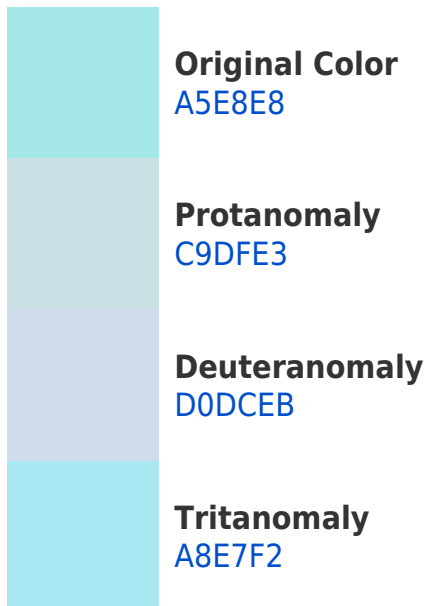 Original Color
A5E8E8
Protanomaly
C9DFE3
Deuteranomaly
D0DCEB
Tritanomaly
A8E7F2